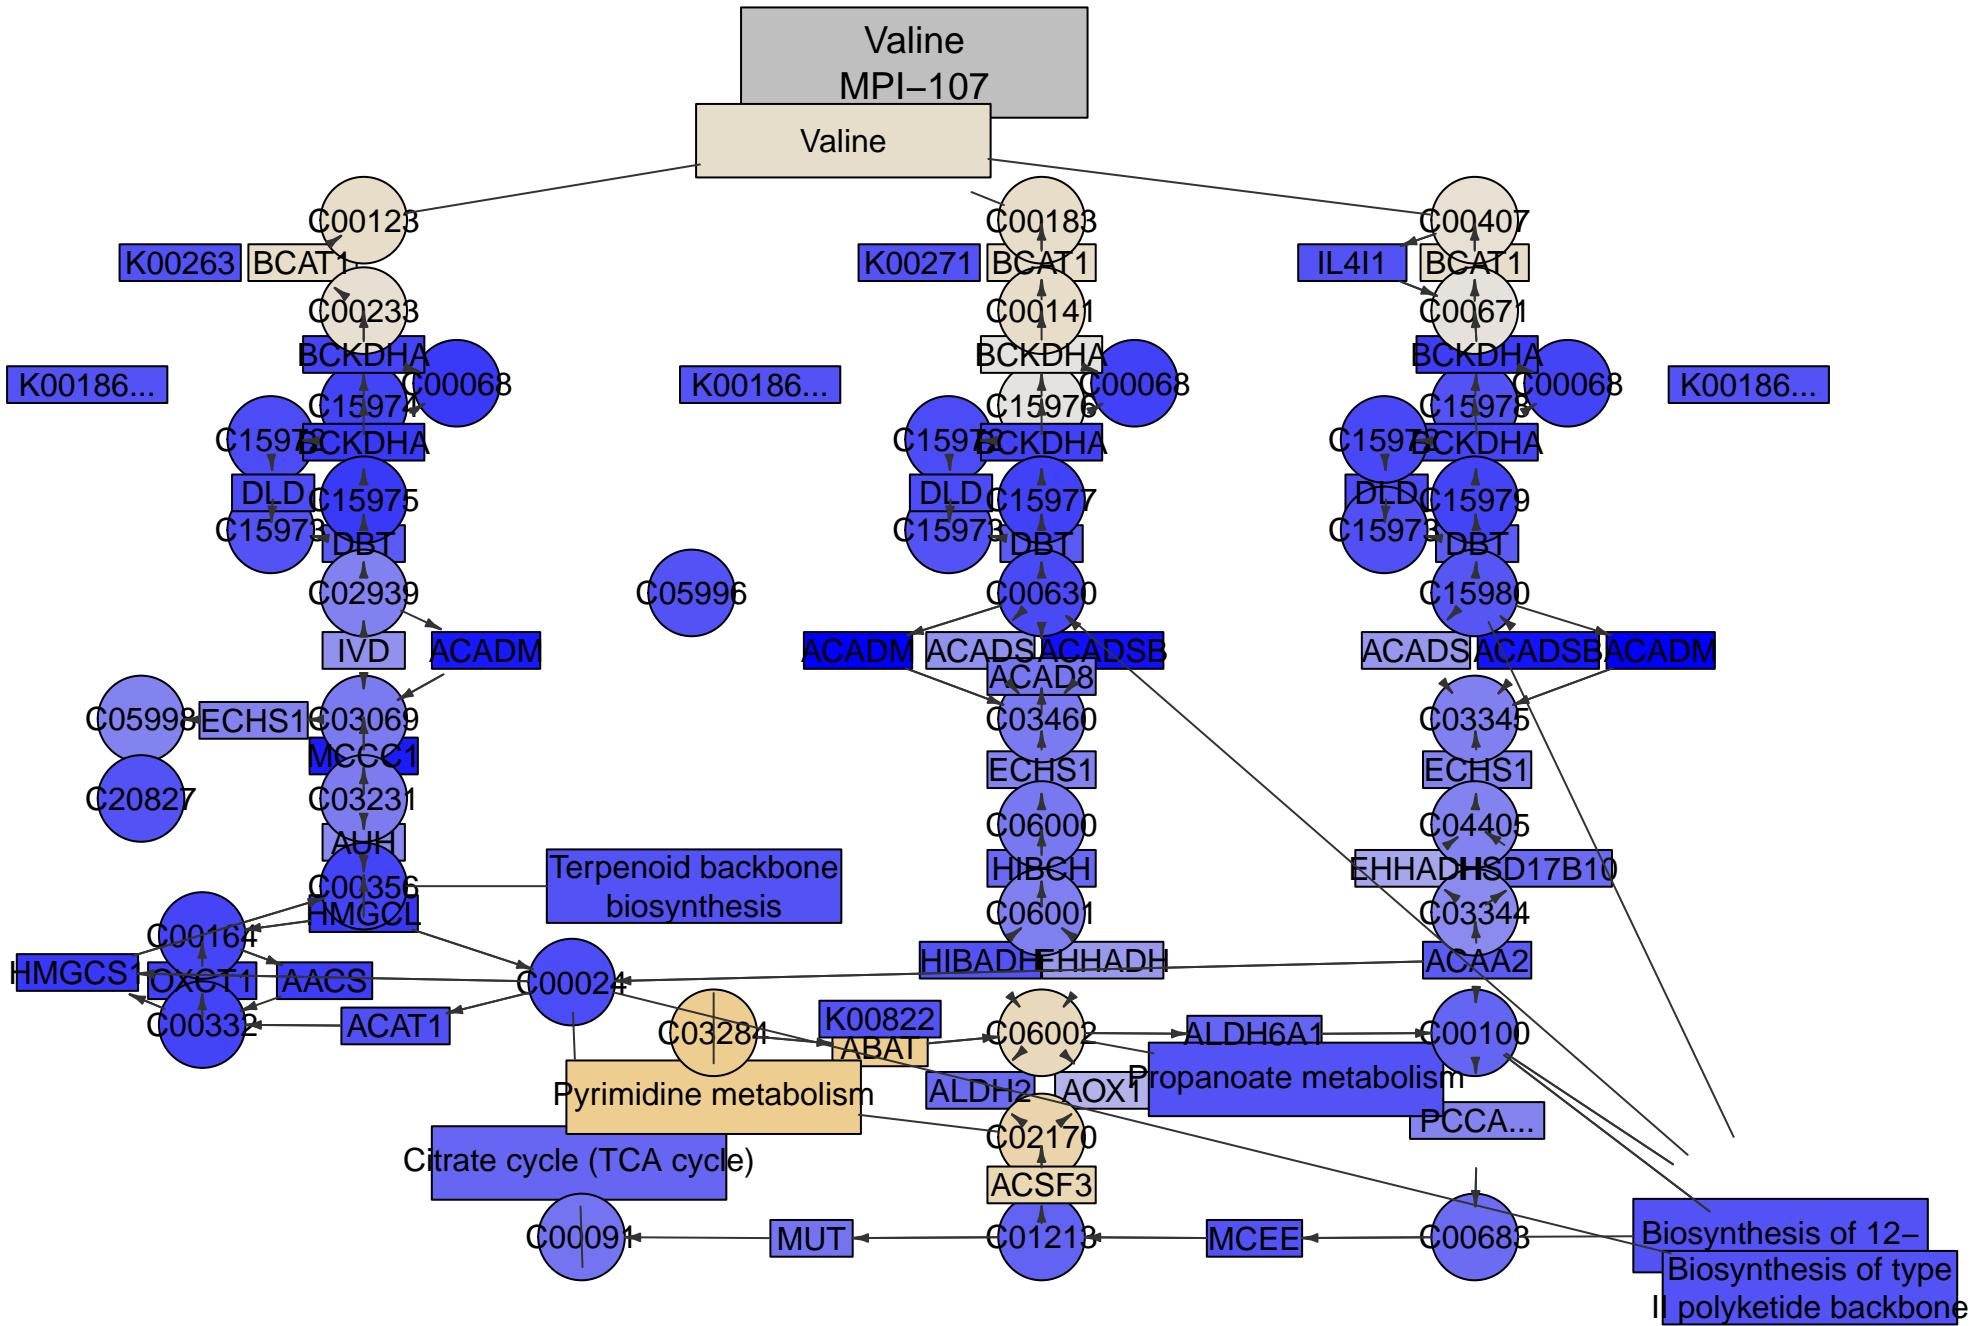 Valine
MPI−107
Valine
C00123
C00183
C00407
K00263
BCAT1
K00271
BCAT1
IL4I1
BCAT1
C00233
C00141
C00671
BCKDHA
BCKDHA
BCKDHA
K00186...
C00068
K00186...
C00068
C00068
K00186...
C15974
C15976
C15978
C15972
BCKDHA
C15972
BCKDHA
C15972
BCKDHA
DLD
C15975
DLD
C15977
DLD
C15979
C15973
DBT
C15973
DBT
C15973
DBT
C02939
C05996
C00630
C15980
IVD
ACADM
ACADM
ACADS
ACADSB
ACADS
ACADSB
ACADM
ACAD8
C05998
ECHS1
C03069
C03460
C03345
MCCC1
ECHS1
ECHS1
C20827
C03231
C06000
C04405
AUH
Terpenoid backbone
biosynthesis
HIBCH
EHHADH
HSD17B10
C00356
HMGCL
C06001
C03344
C00164
HMGCS1
OXCT1
AACS
C00024
HIBADH
EHHADH
ACAA2
C00332
ACAT1
C03284
K00822
ABAT
C06002
ALDH6A1
C00100
Pyrimidine metabolism
ALDH2
AOX1
Propanoate metabolism
PCCA...
C02170
Citrate cycle (TCA cycle)
ACSF3
C00091
MUT
C01213
MCEE
C00683
Biosynthesis of 12−
Biosynthesis of type
II polyketide backbone